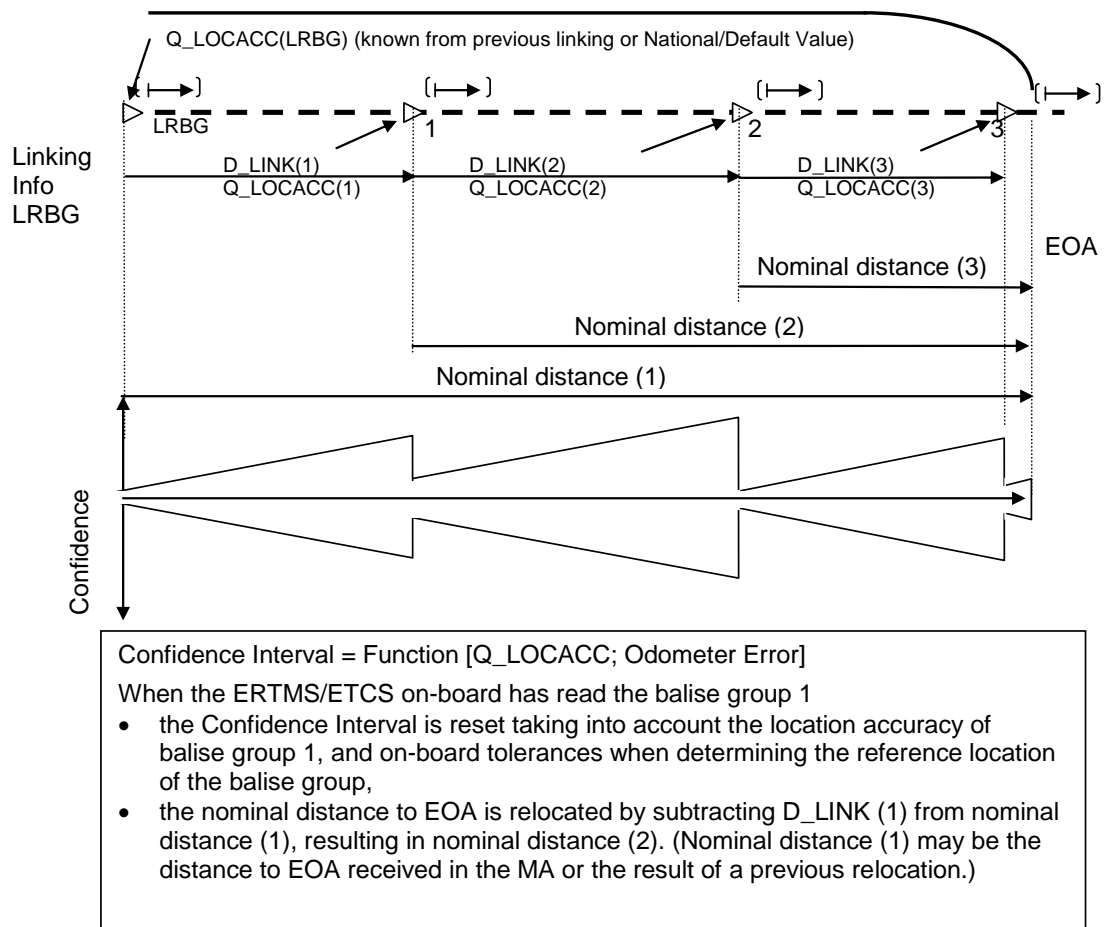 Q_LOCACC(LRBG) (known from previous linking or National/Default Value)
LRBG
1
2
3
Linking
Info
LRBG
D_LINK(1)
Q_LOCACC(1)
D_LINK(2)
Q_LOCACC(2)
D_LINK(3)
Q_LOCACC(3)
EOA
Nominal distance (3)
Nominal distance (2)
Nominal distance (1)
Confidence
Confidence Interval = Function [Q_LOCACC; Odometer Error]
When the ERTMS/ETCS on-board has read the balise group 1
• the Confidence Interval is reset taking into account the location accuracy of
balise group 1, and on-board tolerances when determining the reference location
of the balise group,
• the nominal distance to EOA is relocated by subtracting D_LINK (1) from nominal
distance (1), resulting in nominal distance (2). (Nominal distance (1) may be the
distance to EOA received in the MA or the result of a previous relocation.)